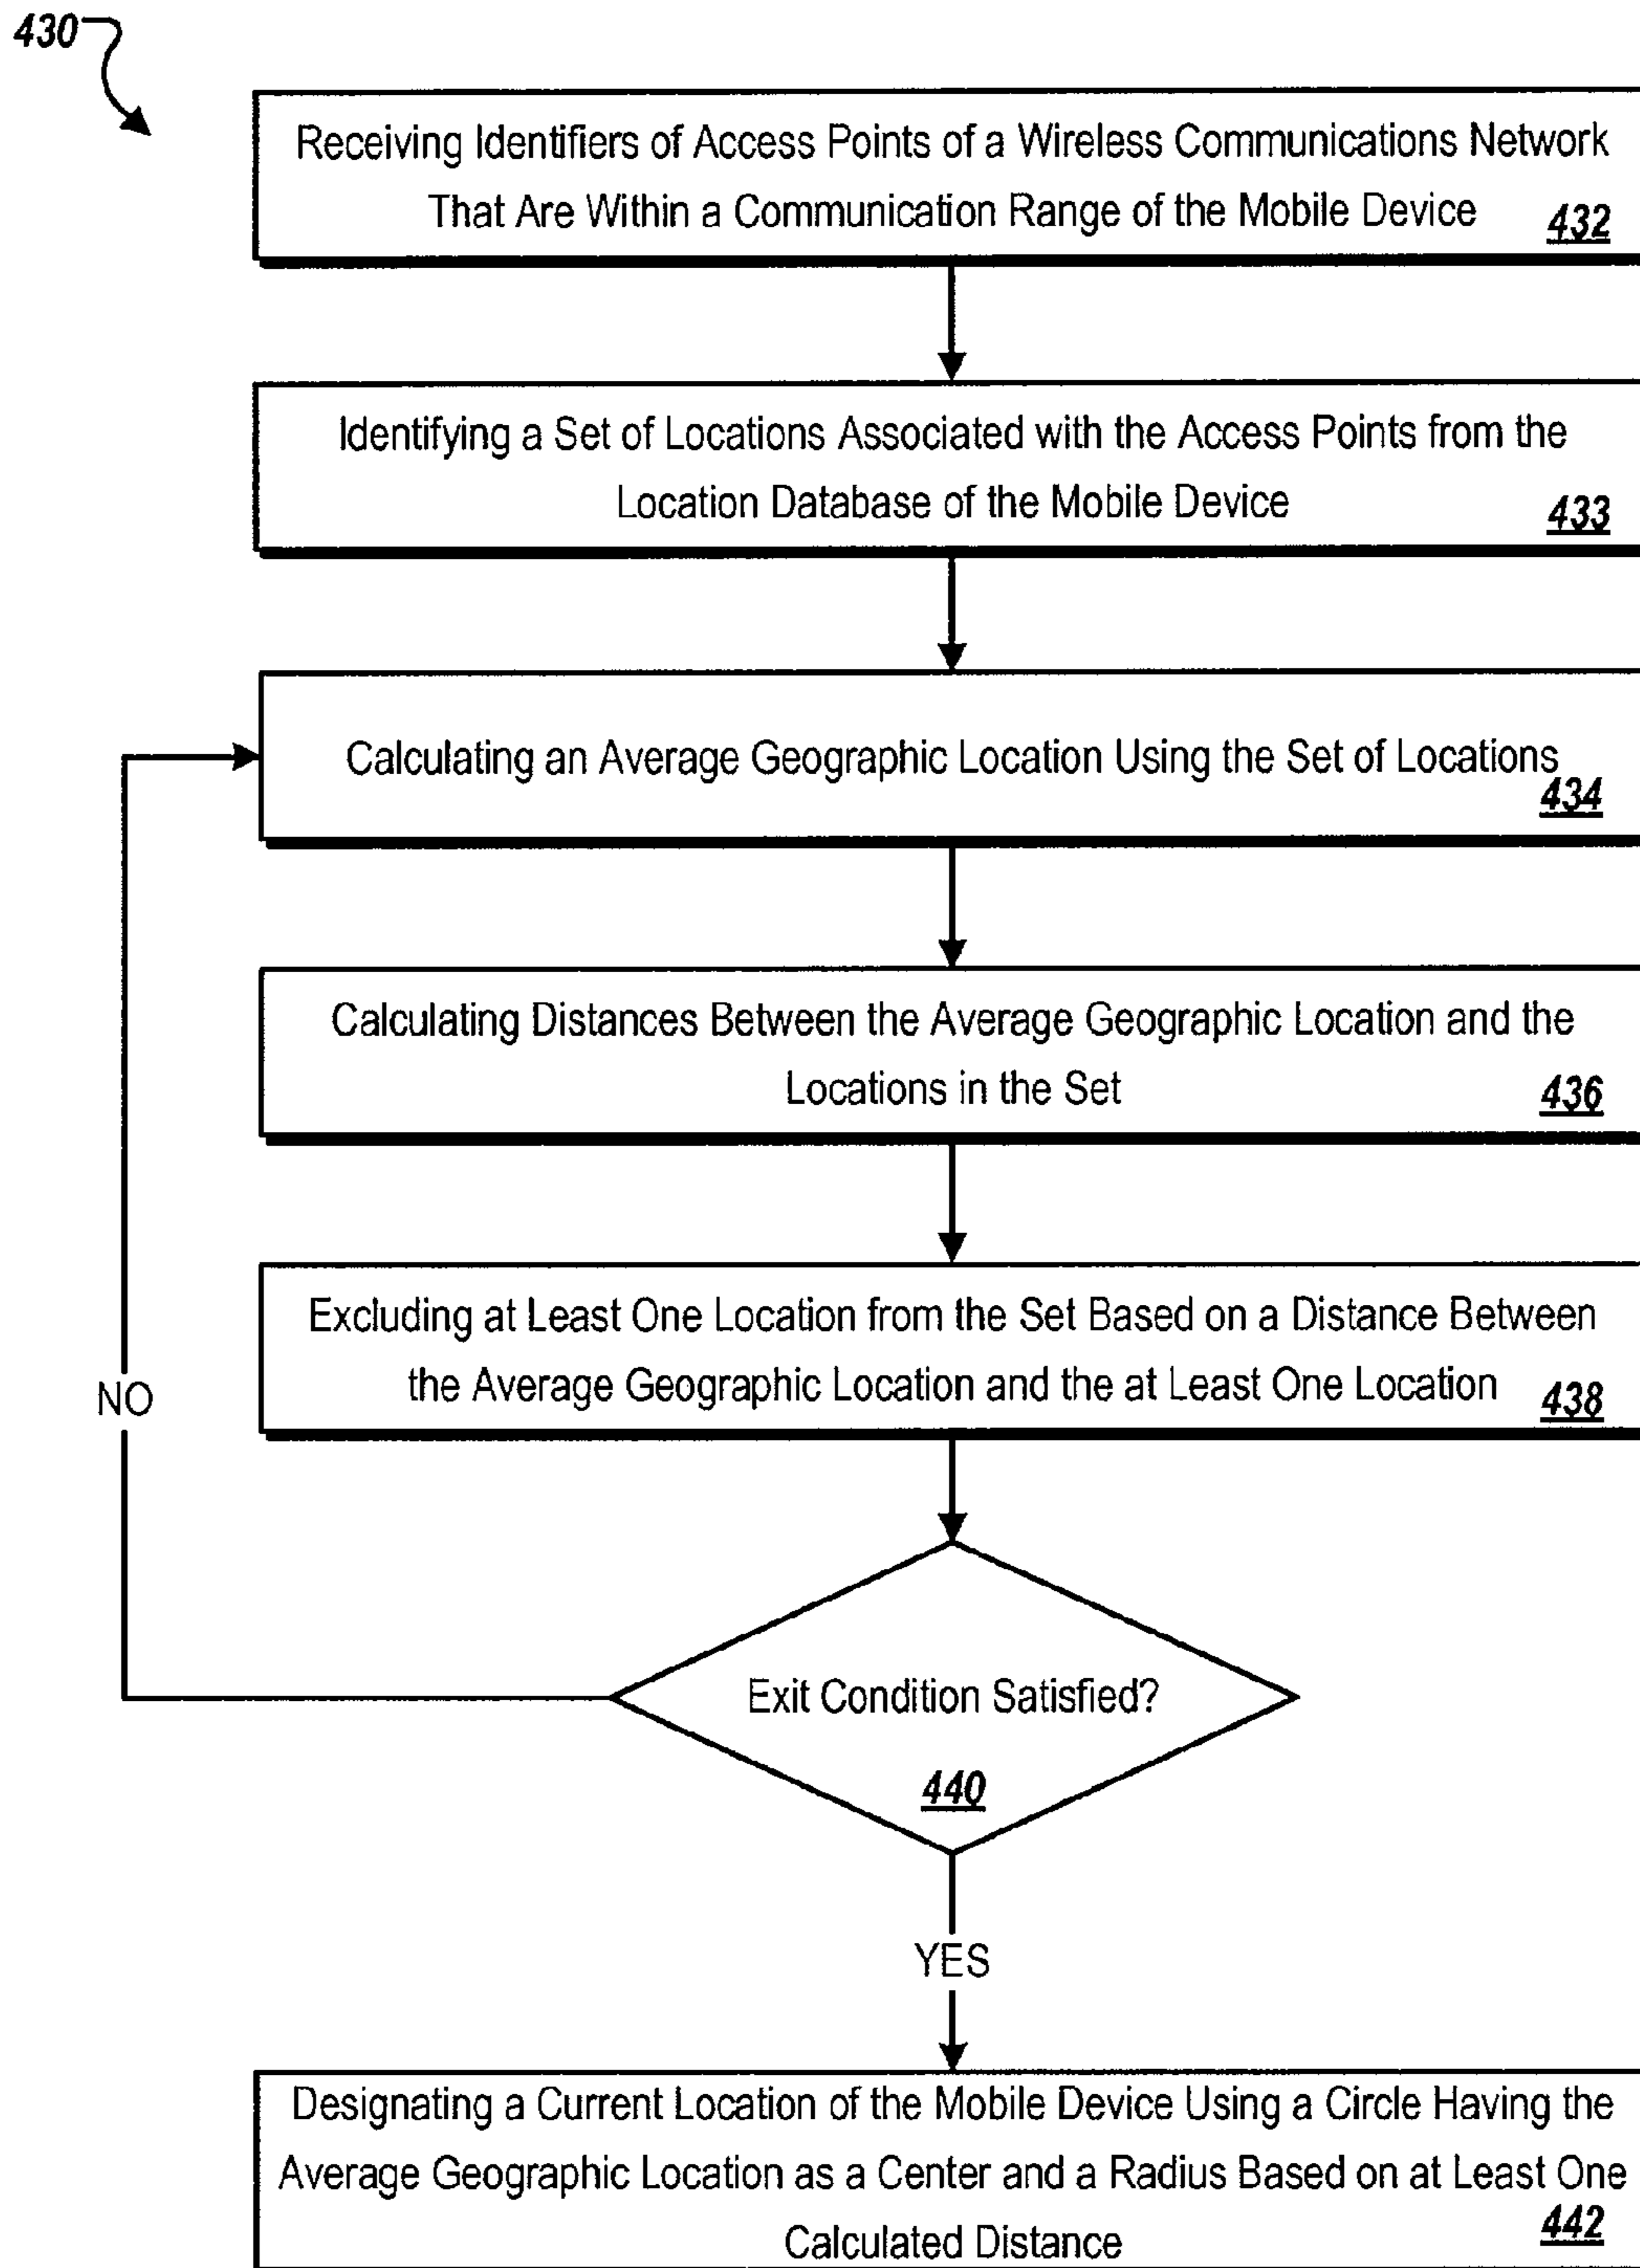 430
Receiving Identifiers of Access Points of a Wireless Communications Network
That Are Within a Communication Range of the Mobile Device 432
Identifying a Set of Locations Associated with the Access Points from the
Location Database of the Mobile Device 433
Calculating an Average Geographic Location Using the Set of Locations
434
Calculating Distances Between the Average Geographic Location and the
Locations in the Set 436
Excluding at Least One Location from the Set Based on a Distance Between
the Average Geographic Location and the at Least One Location 438
NO
Exit Condition Satisfied?
440
YES
Designating a Current Location of the Mobile Device Using a Circle Having the
Average Geographic Location as a Center and a Radius Based on at Least One
Calculated Distance 442